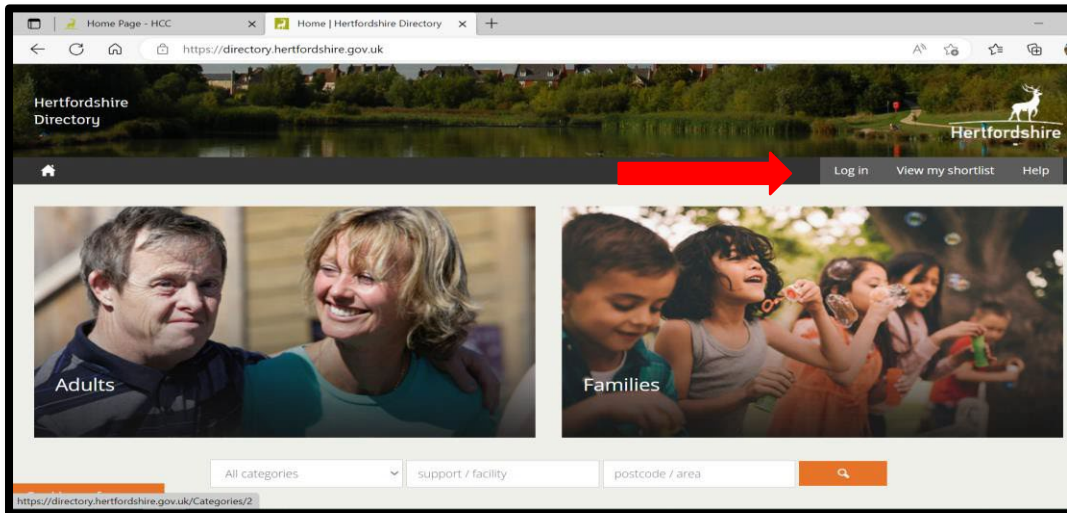 Home Page - HCC
Home | Hertfordshire Directory
https://directory.hertfordshire.gov.uk
Hertfordshire
Directory
Hertfordshire
Log in View my shortlist Help
Adults
Families
All categories support / facility postcode / area
https://directory.hertfordshire.gov.uk/Categories/2